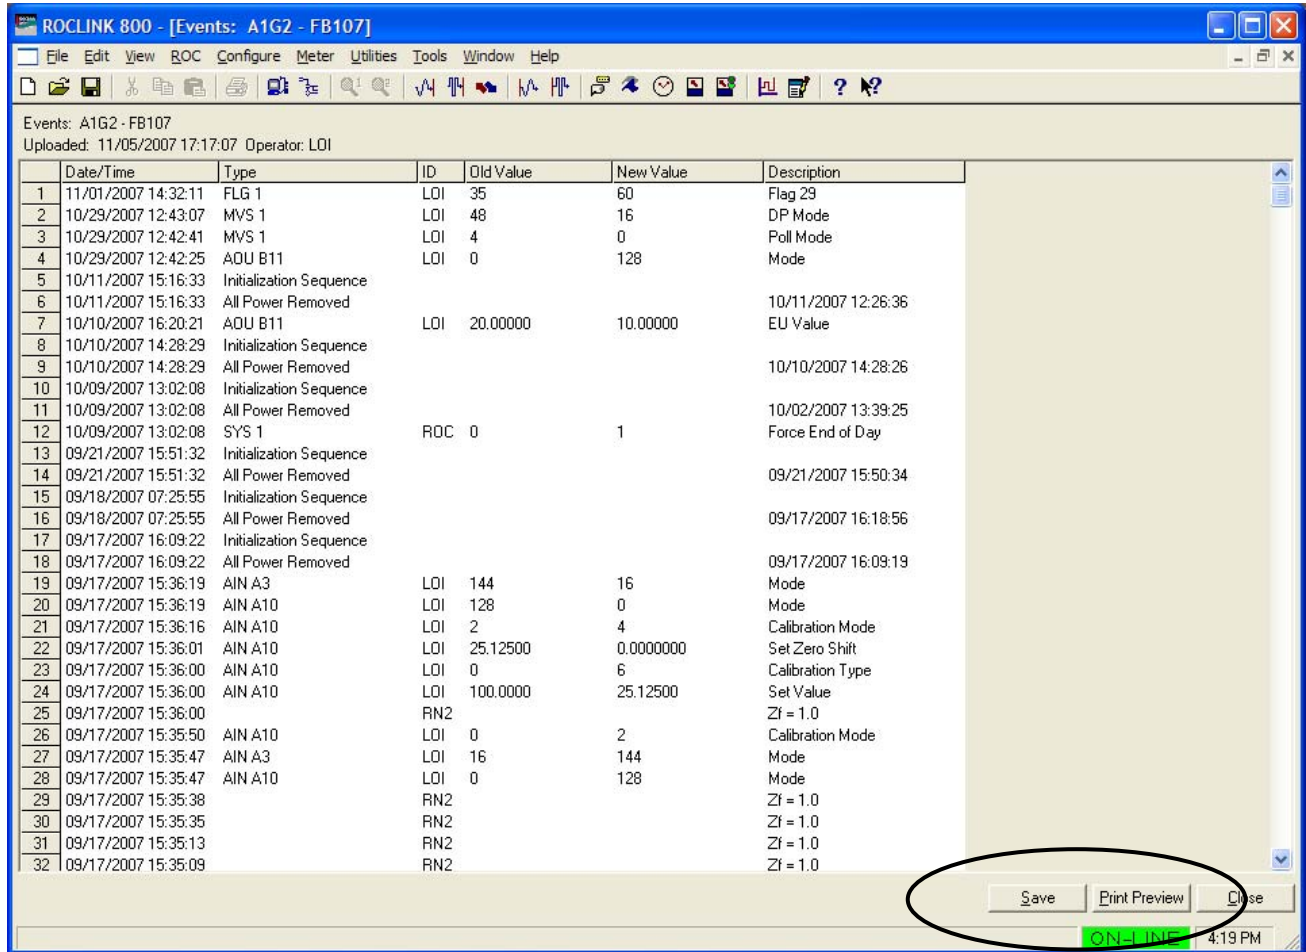 ROCLINK 800 - [Events: A1G2 - FB107]
File Edit View ROC Configure Meter Utilities Tools Window Help
Events: A1G2 - FB107
Uploaded: 11/05/2007 17:17:07 Operator: LOI
Date/Time Type ID Old Value New Value Description
1 11/01/2007 14:32:11 FLG 1 LOI 35 60 Flag 29
2 10/29/2007 12:43:07 MVS 1 LOI 48 16 DP Mode
3 10/29/2007 12:42:41 MVS 1 LOI 4 0 Poll Mode
4 10/29/2007 12:42:25 AOU B11 LOI 0 128 Mode
5 10/11/2007 15:16:33 Initialization Sequence
6 10/11/2007 15:16:33 All Power Removed 10/11/2007 12:26:36
7 10/10/2007 16:20:21 AOU B11 LOI 20.00000 10.00000 EU Value
8 10/10/2007 14:28:29 Initialization Sequence
9 10/10/2007 14:28:29 All Power Removed 10/10/2007 14:28:26
10 10/09/2007 13:02:08 Initialization Sequence
11 10/09/2007 13:02:08 All Power Removed 10/02/2007 13:39:25
12 10/09/2007 13:02:08 SYS 1 ROC 0 1 Force End of Day
13 09/21/2007 15:51:32 Initialization Sequence
14 09/21/2007 15:51:32 All Power Removed 09/21/2007 15:50:34
15 09/18/2007 07:25:55 Initialization Sequence
16 09/18/2007 07:25:55 All Power Removed 09/17/2007 16:18:56
17 09/17/2007 16:09:22 Initialization Sequence
18 09/17/2007 16:09:22 All Power Removed 09/17/2007 16:09:19
19 09/17/2007 15:36:19 AIN A3 LOI 144 16 Mode
20 09/17/2007 15:36:19 AIN A10 LOI 128 0 Mode
21 09/17/2007 15:36:16 AIN A10 LOI 2 4 Calibration Mode
22 09/17/2007 15:36:01 AIN A10 LOI 25.12500 0.0000000 Set Zero Shift
23 09/17/2007 15:36:00 AIN A10 LOI 0 6 Calibration Type
24 09/17/2007 15:36:00 AIN A10 LOI 100.0000 25.12500 Set Value
25 09/17/2007 15:36:00 RN2 Zf = 1.0
26 09/17/2007 15:35:50 AIN A10 LOI 0 2 Calibration Mode
27 09/17/2007 15:35:47 AIN A3 LOI 16 144 Mode
28 09/17/2007 15:35:47 AIN A10 LOI 0 128 Mode
29 09/17/2007 15:35:38 RN2 Zf = 1.0
30 09/17/2007 15:35:35 RN2 Zf = 1.0
31 09/17/2007 15:35:13 RN2 Zf = 1.0
32 09/17/2007 15:35:09 RN2 Zf = 1.0
Save Print Preview Close
ON-LINE 4:19 PM